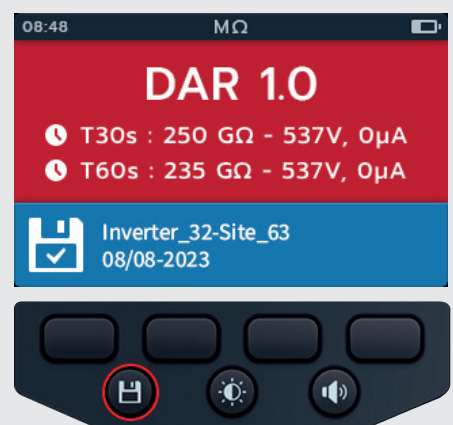 08:48 MΩ
DAR 1.0
T30s : 250 GΩ - 537V, 0µA
T60s : 235 GΩ - 537V, 0µA
Inverter_32-Site_63
08/08-2023